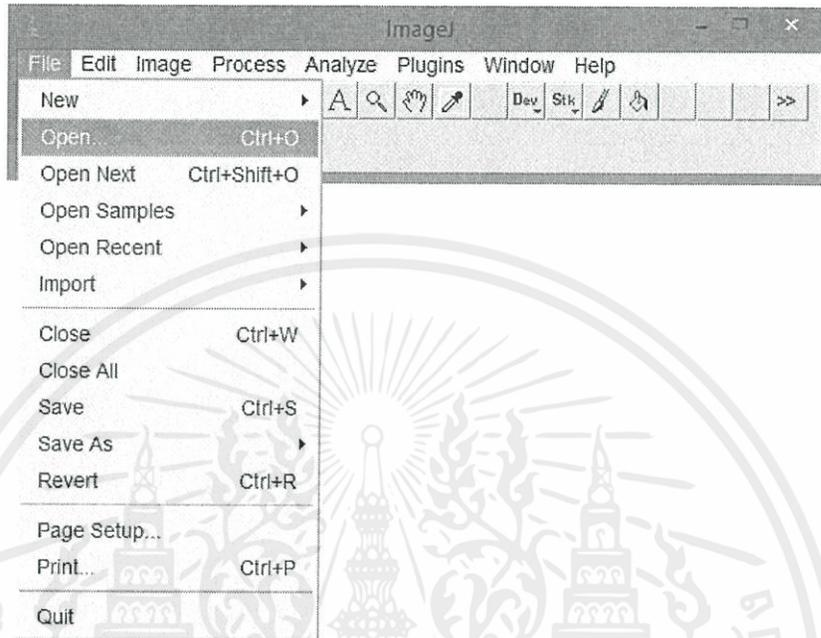 ImageJ
File Edit Image Process Analyze Plugins Window Help
New
A Dev Stk >>
Open... Ctrl+O
Open Next Ctrl+Shift+O
Open Samples
Open Recent
Import
Close Ctrl+W
Close All
Save Ctrl+S
Save As
Revert Ctrl+R
Page Setup...
Print... Ctrl+P
Quit